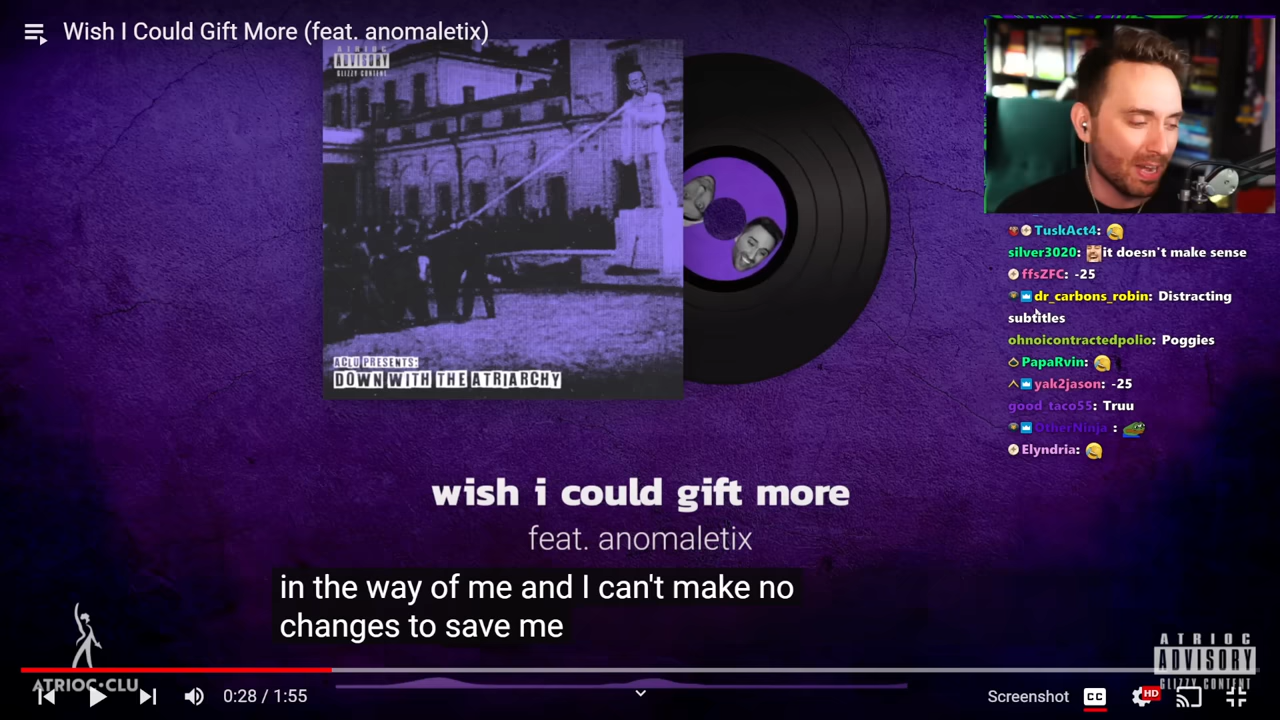 Wish I Could Gift More (feat. anomaletix)
ATRIOC
ADVISORY
GLIZZY CONTENT
ACLU PRESENTS:
DOWN WITH THE ATRIARCHY
TuskAct4:
silver3020: it doesn't make sense
ffsZFC: -25
dr_carbons_robin: Distracting
subtitles
ohnoicontractedpolio: Poggies
PapaRvin:
yak2jason: -25
good_taco55: Truu
OtherNinja :
Elyndria:
wish i could gift more
feat. anomaletix
in the way of me and I can't make no
changes to save me
ATRIOC•CLU
0:28 / 1:55
Screenshot
CC
HD
ATRIOC
ADVISORY
GLIZZY CONTENT